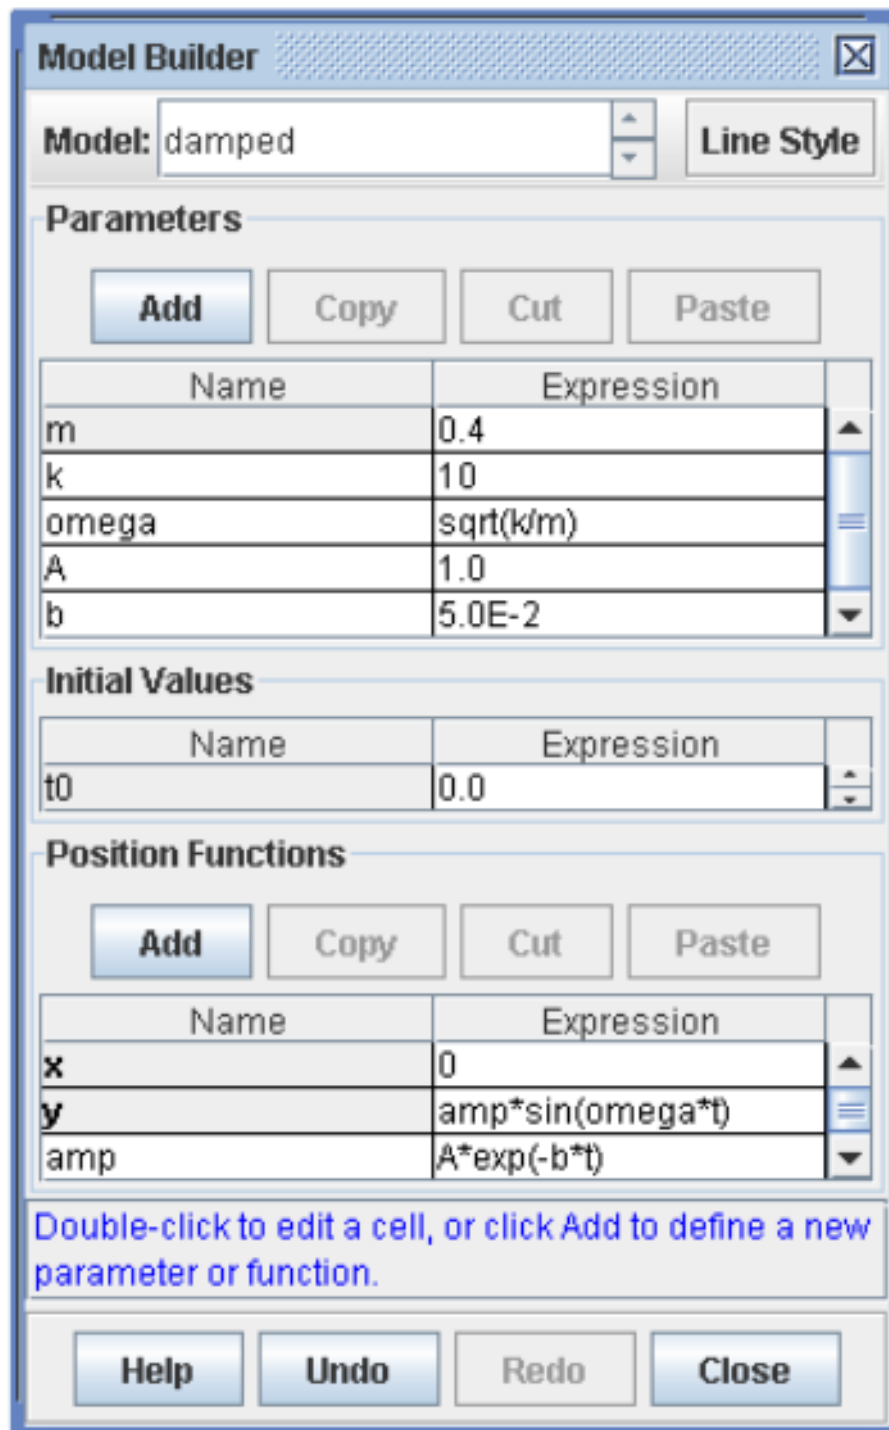 Model Builder
Model: damped Line Style
Parameters
Add Copy Cut Paste
Name Expression
m 0.4
k 10
omega sqrt(k/m)
A 1.0
b 5.0E-2
Initial Values
Name Expression
t0 0.0
Position Functions
Add Copy Cut Paste
Name Expression
x 0
y amp*sin(omega*t)
amp A*exp(-b*t)
Double-click to edit a cell, or click Add to define a new
parameter or function.
Help Undo Redo Close